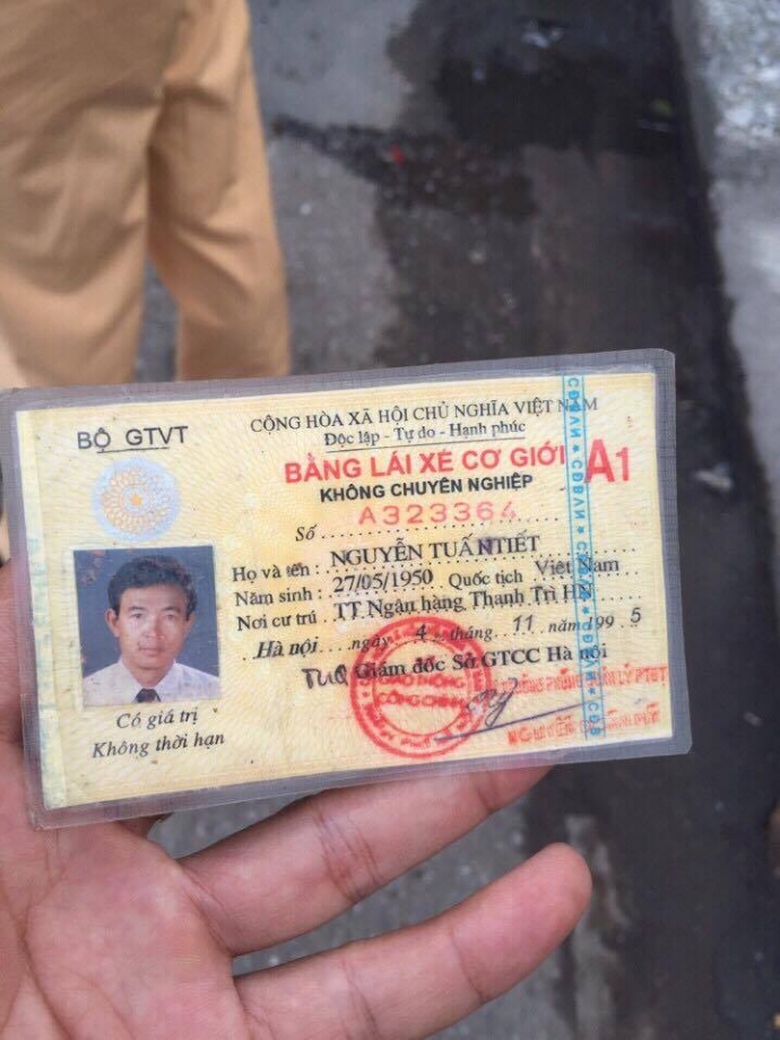 BỘ GTVT
CỘNG HÒA XÃ HỘI CHỦ NGHĨA VIỆT NAM
Độc lập - Tự do - Hạnh phúc
BẰNG LÁI XE CƠ GIỚI A1
KHÔNG CHUYÊN NGHIỆP
Số A323364
Họ và tên: NGUYỄN TUẤN TIẾT
Năm sinh: 27/05/1950 Quốc tịch Việt Nam
Nơi cư trú TT Ngân hàng Thanh Trì HN
Hà nội ngày 4 tháng 11 năm 1995
TUQ Giám đốc Sở GTCC Hà nội
CÔNG CHÍNH
Có giá trị
Không thời hạn